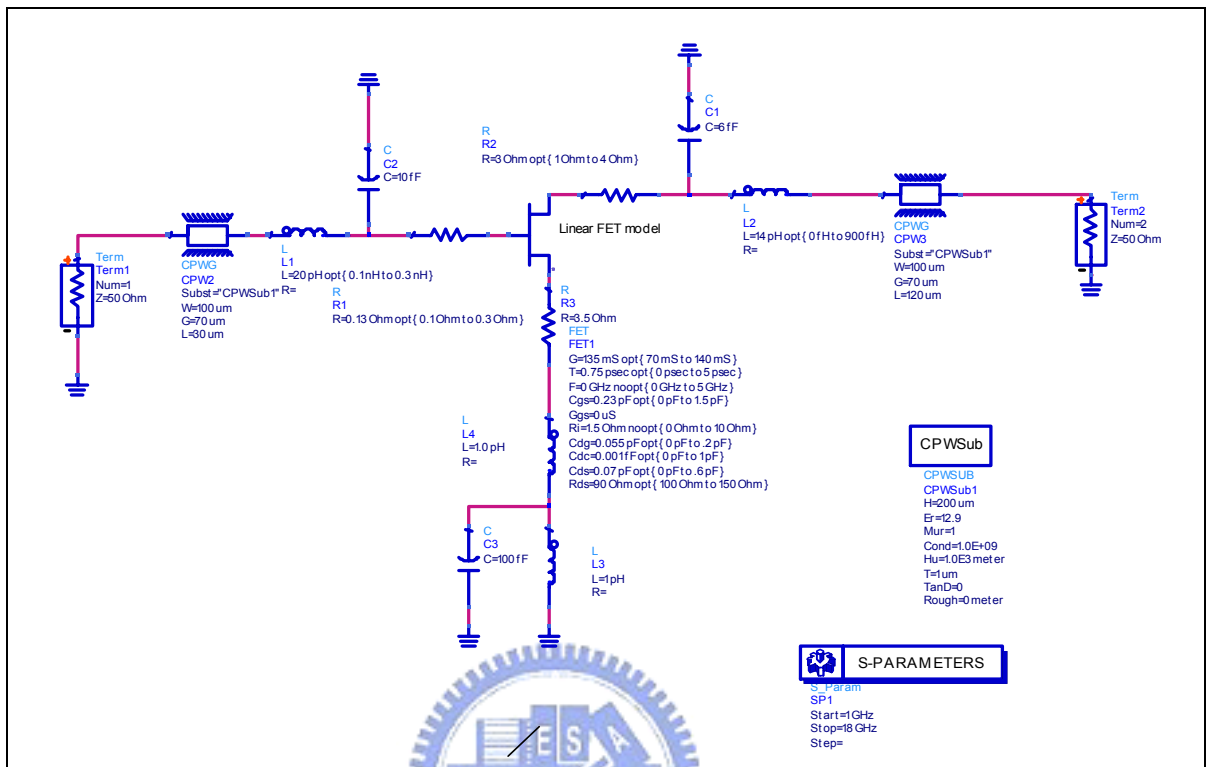 C
C1
C=6 fF
R
R2
R=3 Ohm opt{ 1 Ohm to 4 Ohm }
C
C2
C=10 fF
Linear FET model
Term
Term1
Num=1
Z=50 Ohm
CPWG
CPW2
Subst="CPWSub1"
W=100 um
G=70 um
L=30 um
L
L1
L=20 pH opt{ 0.1 nH to 0.3 nH }
R=
R
R1
R=0.13 Ohm opt{ 0.1 Ohm to 0.3 Ohm }
L
L2
L=14 pH opt{ 0 fH to 900 fH }
R=
CPWG
CPW3
Subst="CPWSub1"
W=100 um
G=70 um
L=120 um
Term
Term2
Num=2
Z=50 Ohm
R
R3
R=3.5 Ohm
FET
FET1
G=135 mS opt{ 70 mS to 140 mS }
T=0.75 psec opt{ 0 psec to 5 psec }
F=0 GHz noopt{ 0 GHz to 5 GHz }
Cgs=0.23 pF opt{ 0 pF to 1.5 pF }
Ggs=0 uS
Ri=1.5 Ohm noopt{ 0 Ohm to 10 Ohm }
Cdg=0.055 pF opt{ 0 pF to .2 pF }
Cdc=0.001 fF opt{ 0 pF to 1 pF }
Cds=0.07 pF opt{ 0 pF to .6 pF }
Rds=90 Ohm opt{ 100 Ohm to 150 Ohm }
L
L4
L=1.0 pH
R=
C
C3
C=100 fF
L
L3
L=1 pH
R=
CPWSub
CPWSUB
CPWSub1
H=200 um
Er=12.9
Mur=1
Cond=1.0E+09
Hu=1.0E3 meter
T=1 um
TanD=0
Rough=0 meter
S-PARAMETERS
S_Param
SP1
Start=1 GHz
Stop=18 GHz
Step=
E S